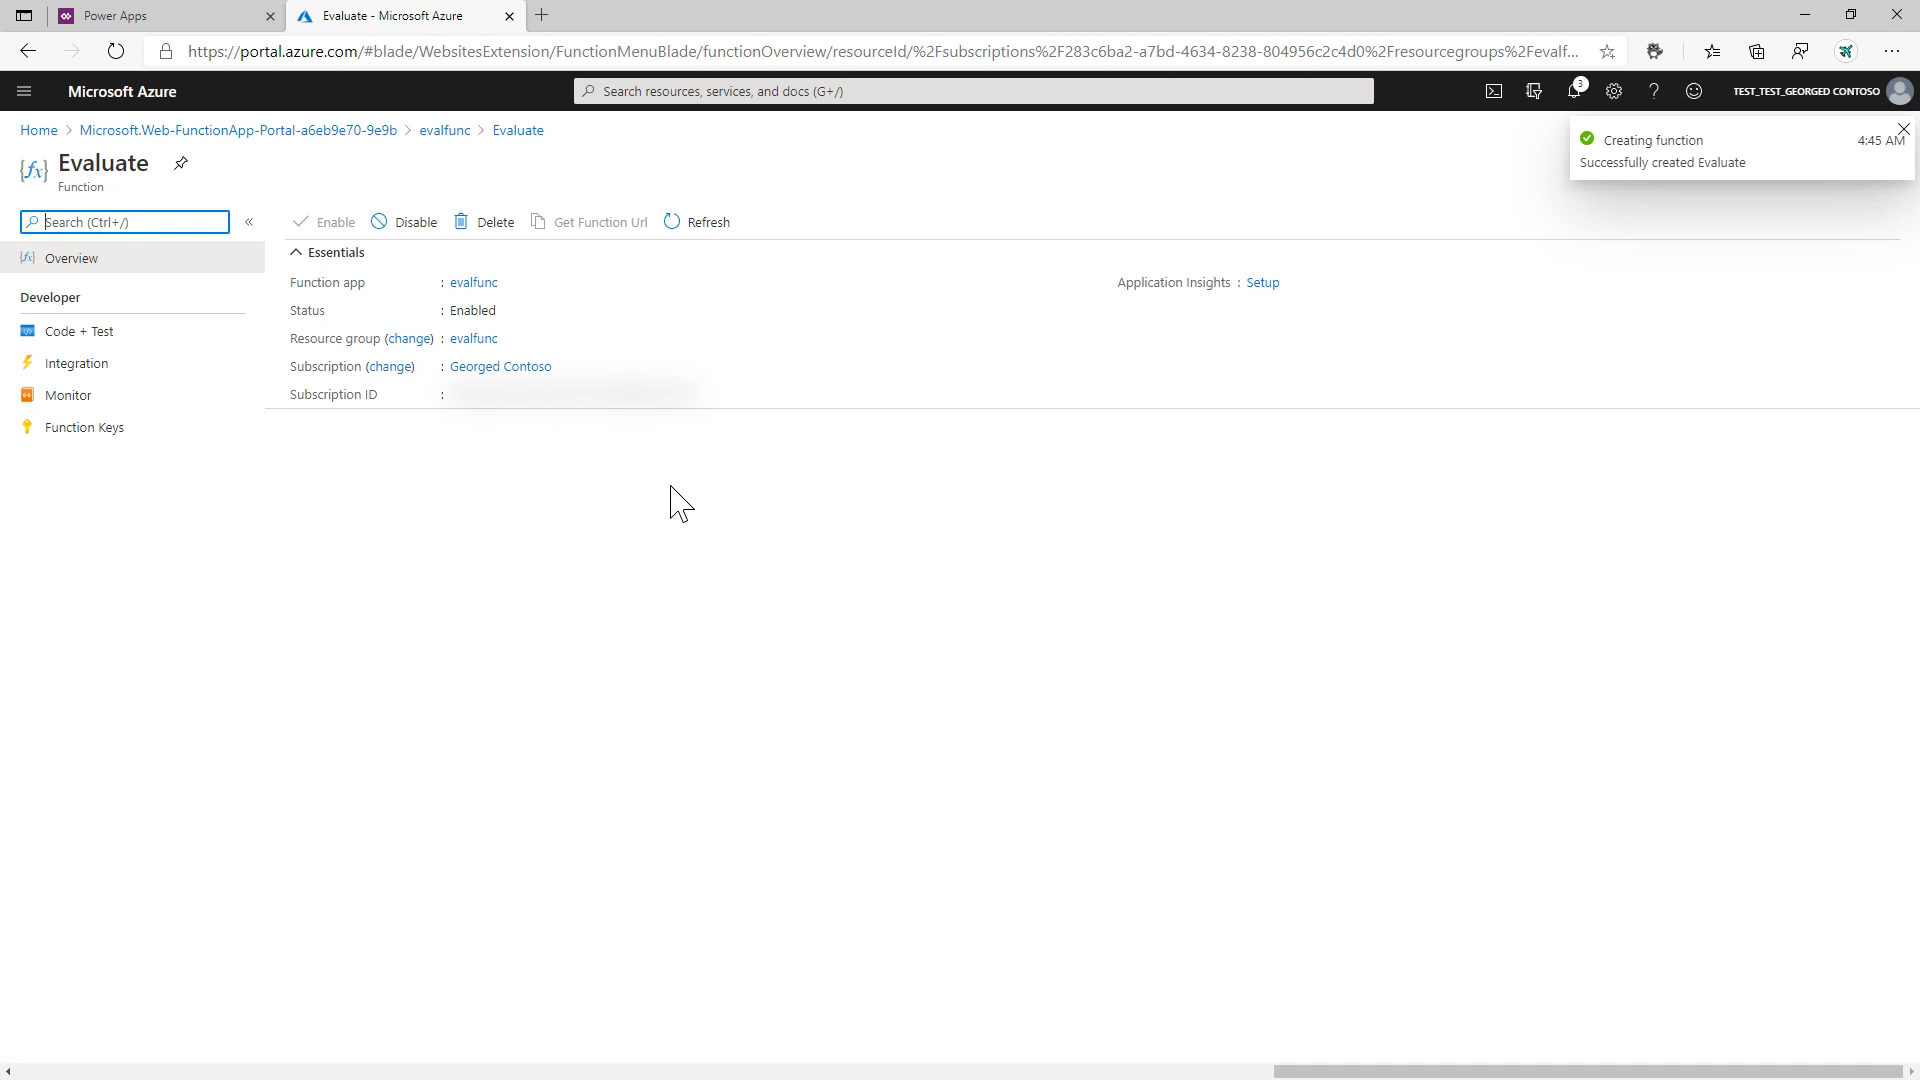 Power Apps
Evaluate - Microsoft Azure
https://portal.azure.com/#blade/WebsitesExtension/FunctionMenuBlade/functionOverview/resourceId/%2Fsubscriptions%2F283c6ba2-a7bd-4634-8238-804956c2c4d0%2Fresourcegroups%2Fevalf...
Microsoft Azure
Search resources, services, and docs (G+/)
3
TEST_TEST_GEORGED CONTOSO
Home > Microsoft.Web-FunctionApp-Portal-a6eb9e70-9e9b > evalfunc > Evaluate
Creating function 4:45 AM
Successfully created Evaluate
Evaluate
Function
Search (Ctrl+/)
Enable Disable Delete Get Function Url Refresh
Overview
Developer
Code + Test
Integration
Monitor
Function Keys
Essentials
Function app : evalfunc
Status : Enabled
Resource group (change) : evalfunc
Subscription (change) : Georged Contoso
Subscription ID :
Application Insights : Setup